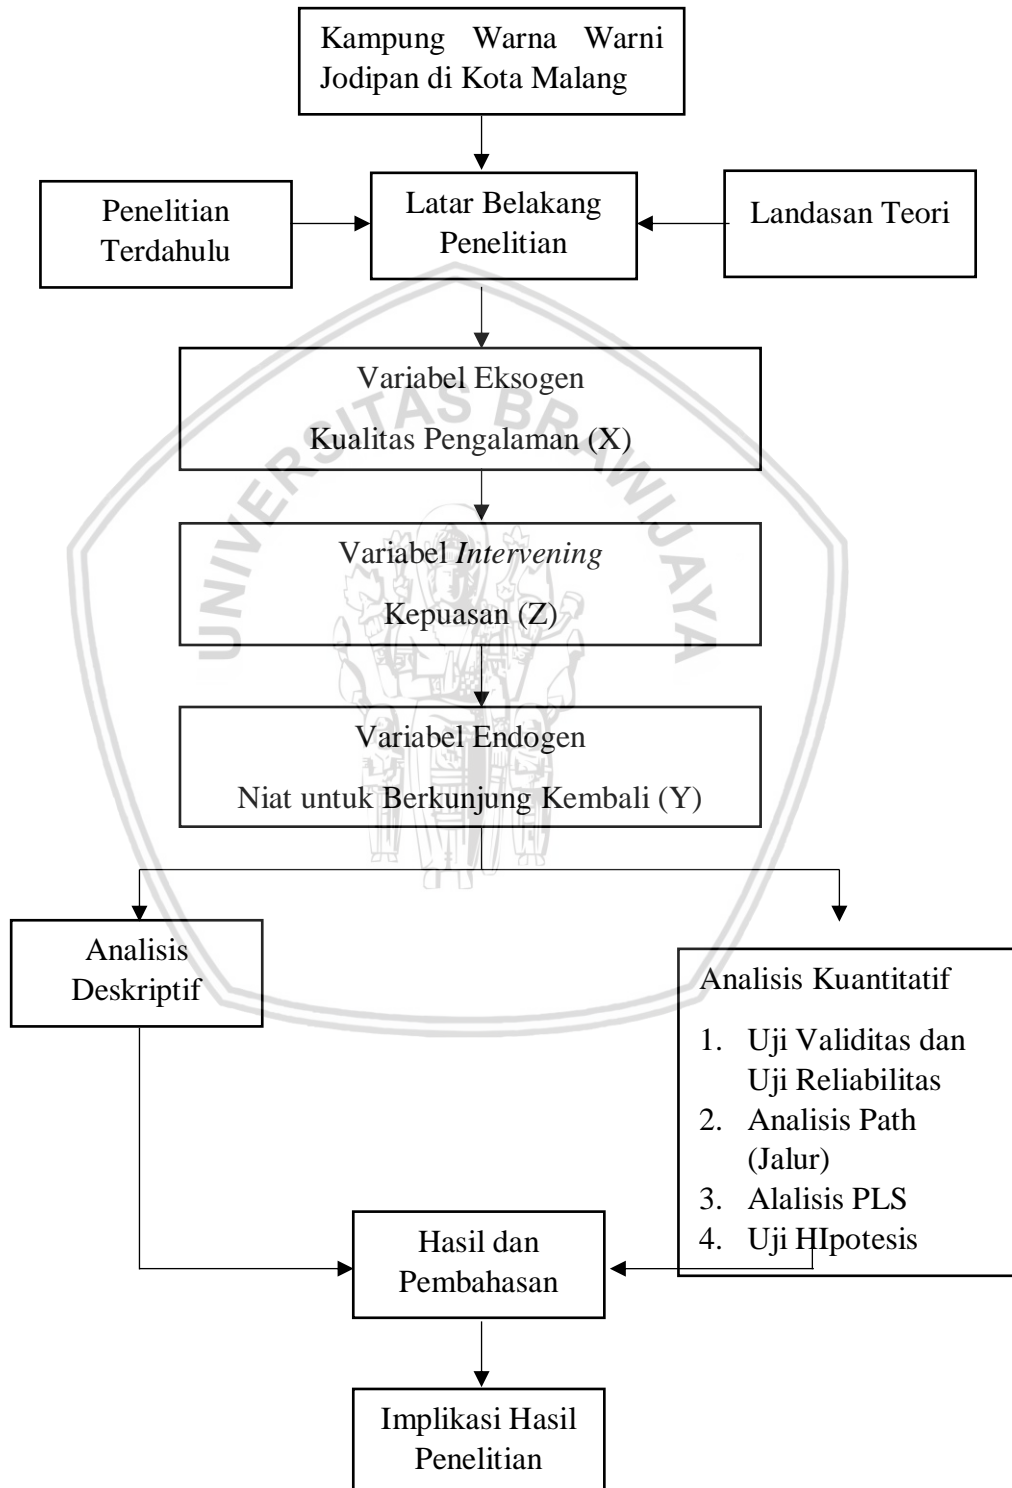 Kampung Warna Warni
Jodipan di Kota Malang
Penelitian
Terdahulu
Latar Belakang
Penelitian
Landasan Teori
Variabel Eksogen
Kualitas Pengalaman (X)
Variabel Intervening
Kepuasan (Z)
Variabel Endogen
Niat untuk Berkunjung Kembali (Y)
UNIVERSITAS BRAWIJAYA
Analisis
Deskriptif
Analisis Kuantitatif
1. Uji Validitas dan
Uji Reliabilitas
2. Analisis Path
(Jalur)
3. Alalisis PLS
4. Uji HIpotesis
Hasil dan
Pembahasan
Implikasi Hasil
Penelitian